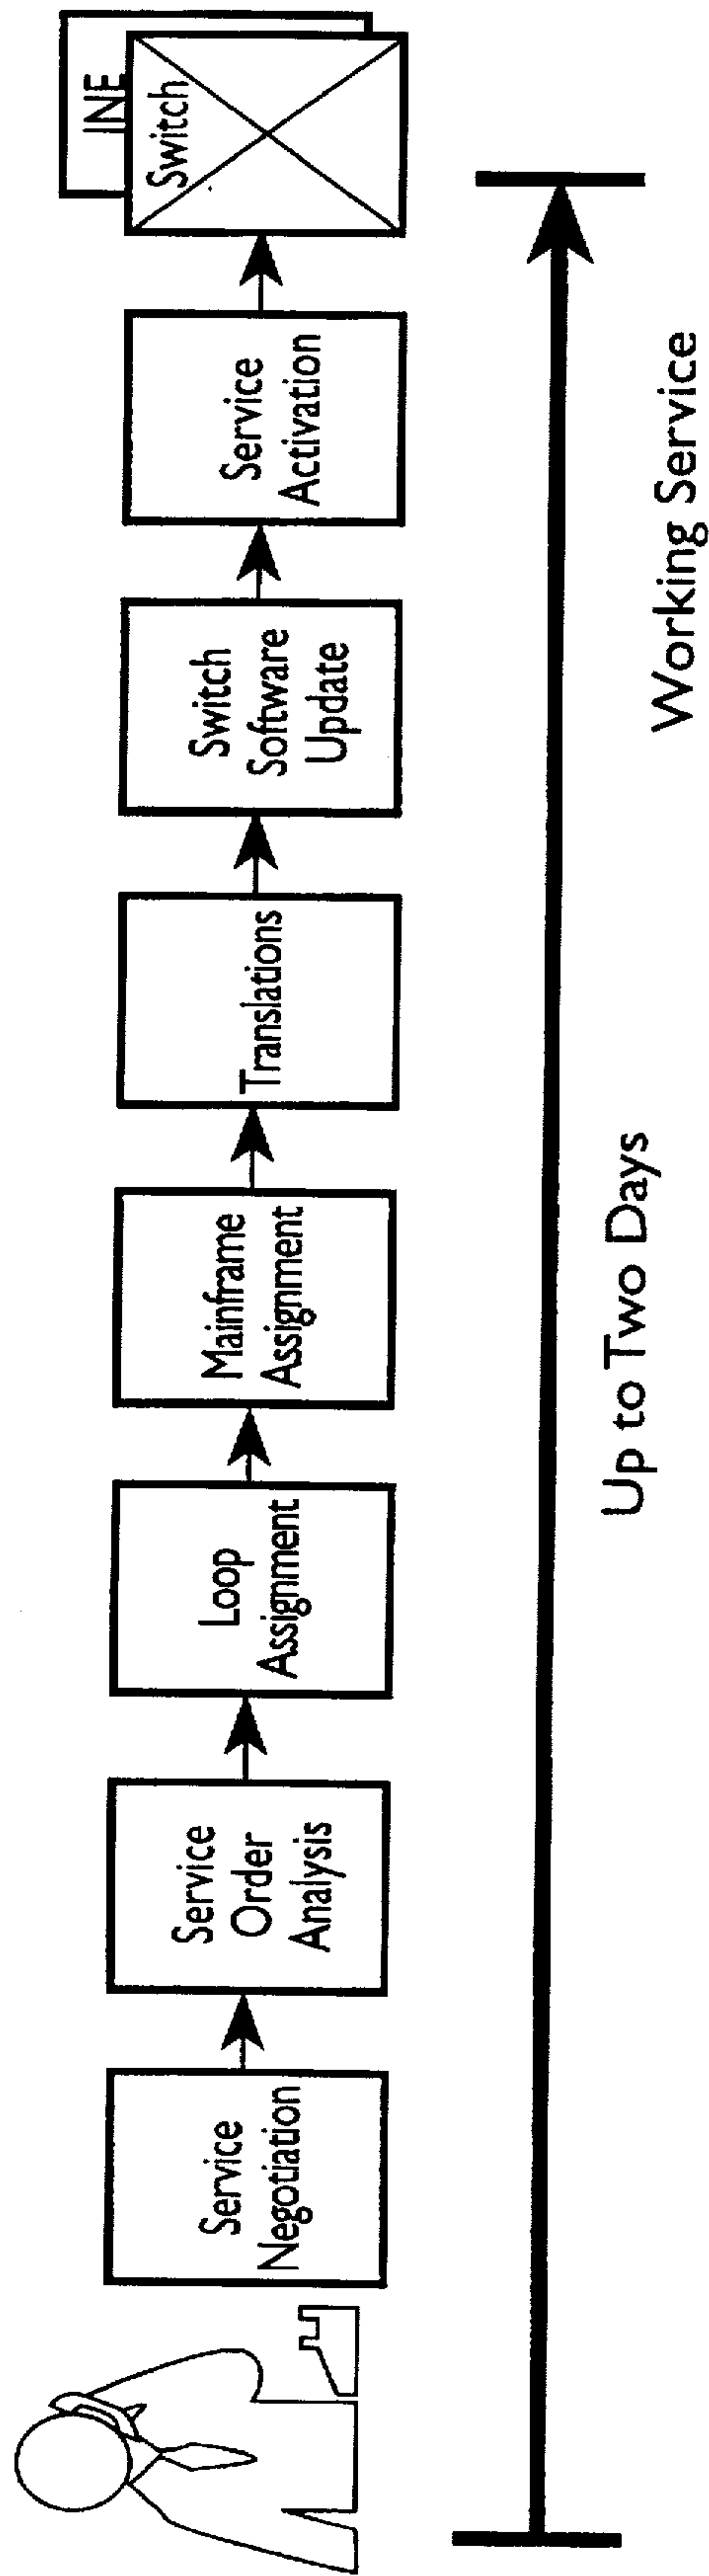 Service
Negotiation
Service
Order
Analysis
Loop
Assignment
Mainframe
Assignment
Translations
Switch
Software
Update
Service
Activation
INE
Switch
Up to Two Days
Working Service